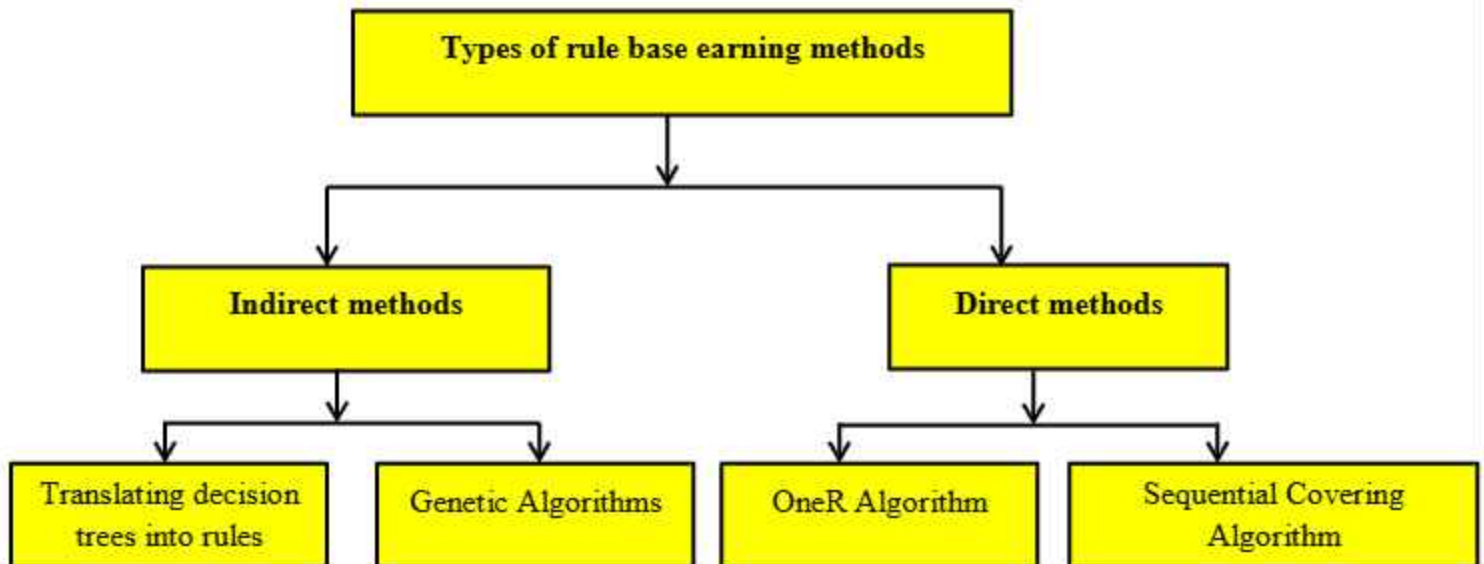 Types of rule base earning methods
Indirect methods
Direct methods
Translating decision
trees into rules
Genetic Algorithms
OneR Algorithm
Sequential Covering
Algorithm